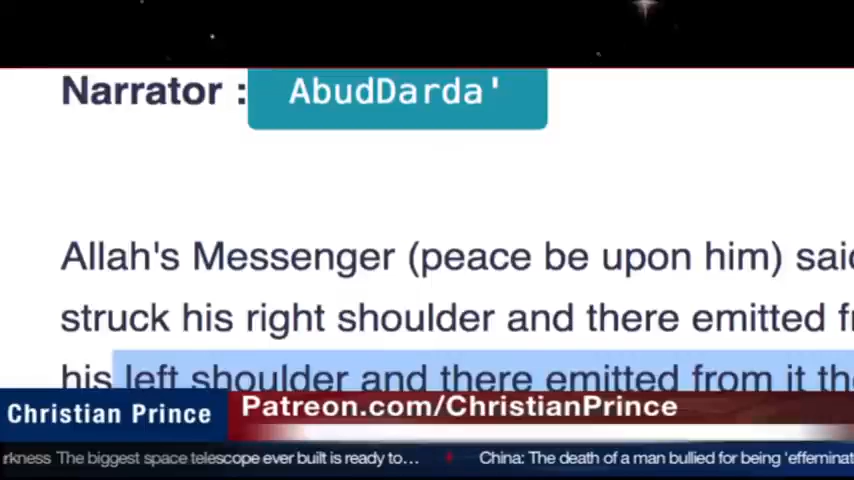 Narrator : AbudDarda'
Allah's Messenger (peace be upon him) said
struck his right shoulder and there emitted
his left shoulder and there emitted from it
Christian Prince
Patreon.com/ChristianPrince
rkness The biggest space telescope ever built is ready to... China: The death of a man bullied for being 'effeminat